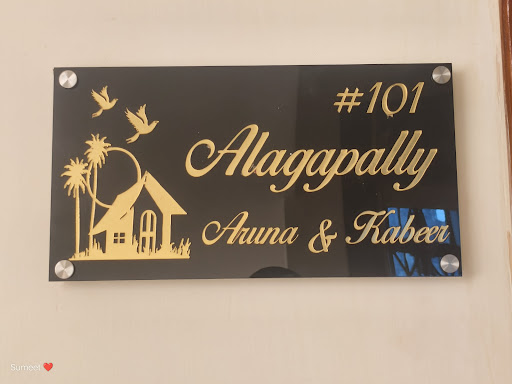 #101
Alagapally
Aruna & Kabeer
Sumeet ❤️